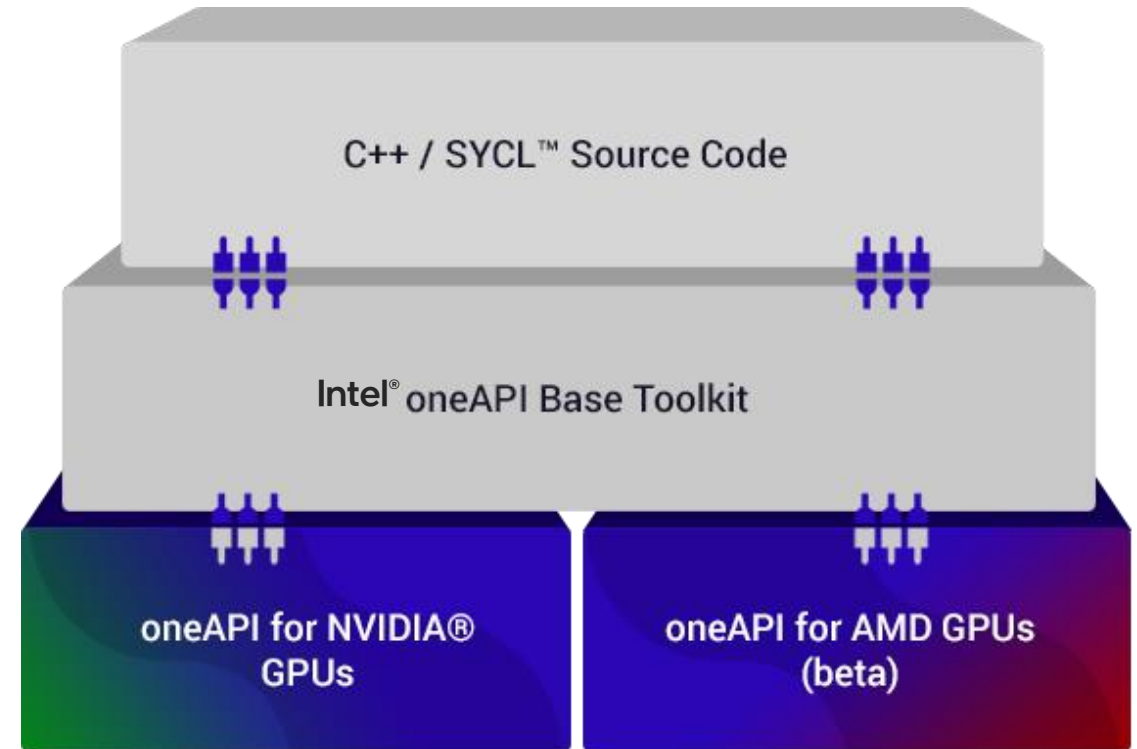 C++ / SYCL™ Source Code
Intel® oneAPI Base Toolkit
oneAPI for NVIDIA®
GPUs
oneAPI for AMD GPUs
(beta)